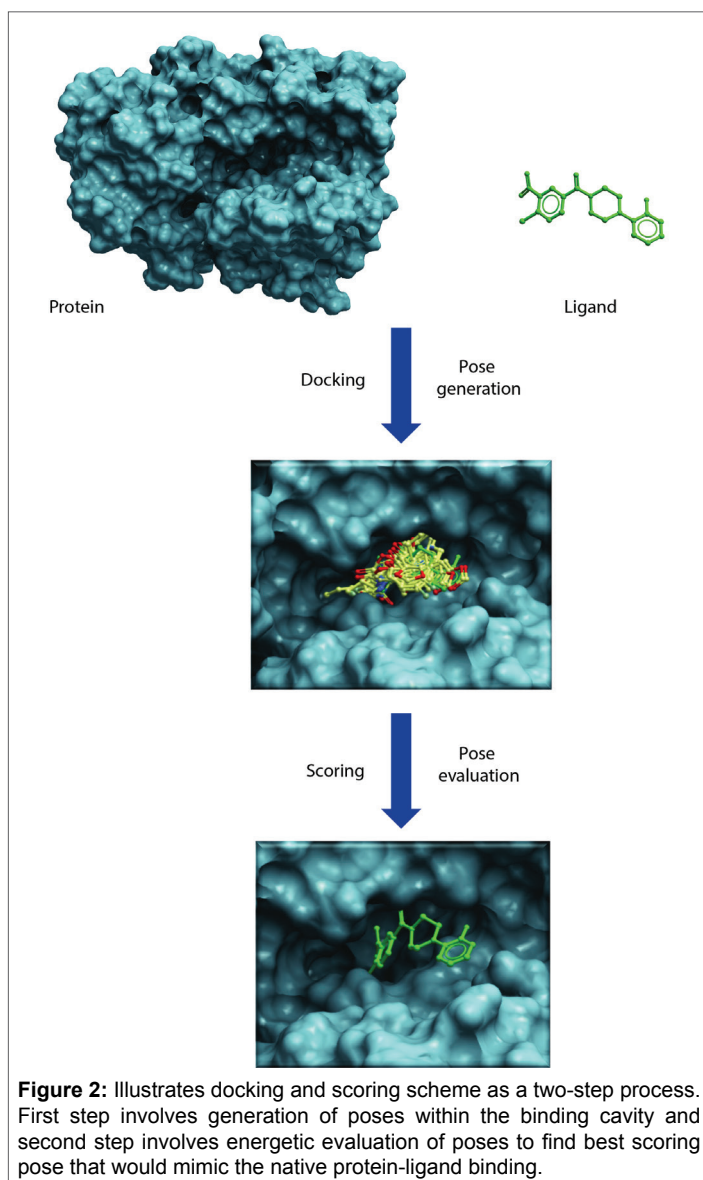 Protein
Ligand
Docking
Pose
generation
Scoring
Pose
evaluation
Figure 2: Illustrates docking and scoring scheme as a two-step process.
First step involves generation of poses within the binding cavity and
second step involves energetic evaluation of poses to find best scoring
pose that would mimic the native protein-ligand binding.